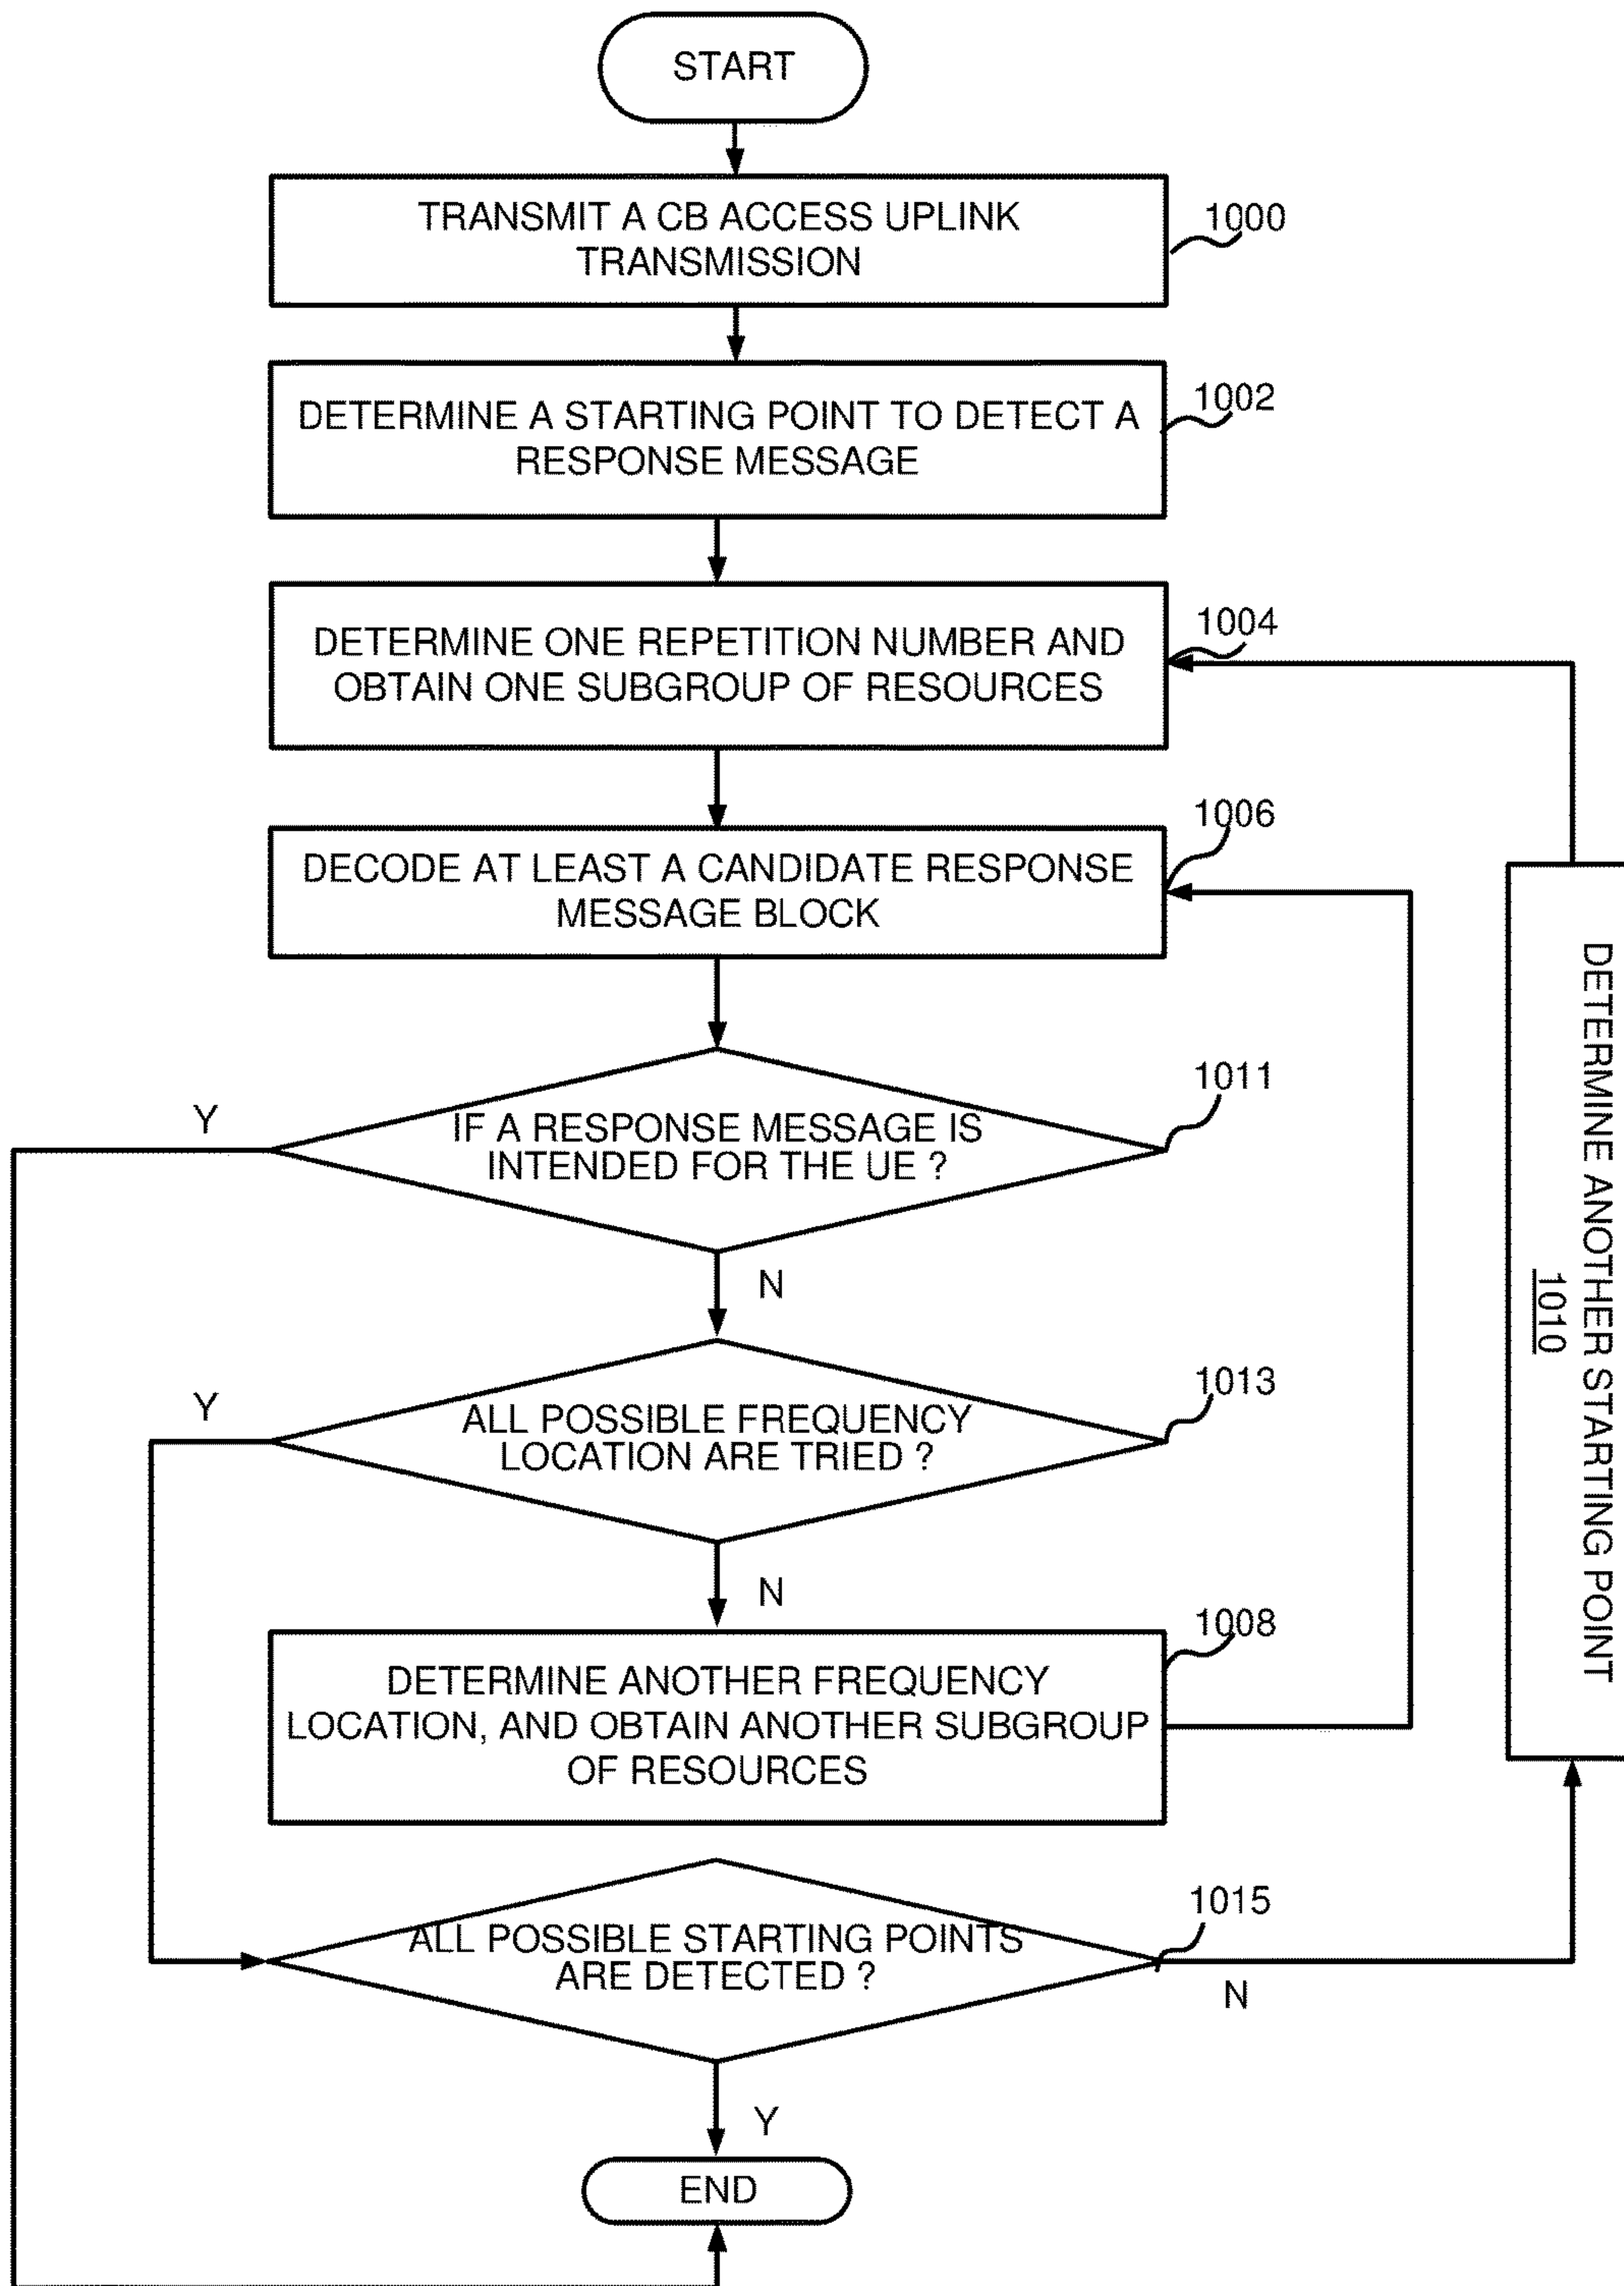 START
TRANSMIT A CB ACCESS UPLINK
TRANSMISSION
1000
DETERMINE A STARTING POINT TO DETECT A
RESPONSE MESSAGE
1002
DETERMINE ONE REPETITION NUMBER AND
OBTAIN ONE SUBGROUP OF RESOURCES
1004
DECODE AT LEAST A CANDIDATE RESPONSE
MESSAGE BLOCK
1006
IF A RESPONSE MESSAGE IS
INTENDED FOR THE UE ?
1011
Y
N
ALL POSSIBLE FREQUENCY
LOCATION ARE TRIED ?
1013
Y
N
DETERMINE ANOTHER FREQUENCY
LOCATION, AND OBTAIN ANOTHER SUBGROUP
OF RESOURCES
1008
ALL POSSIBLE STARTING POINTS
ARE DETECTED ?
1015
N
Y
DETERMINE ANOTHER STARTING POINT
1010
END